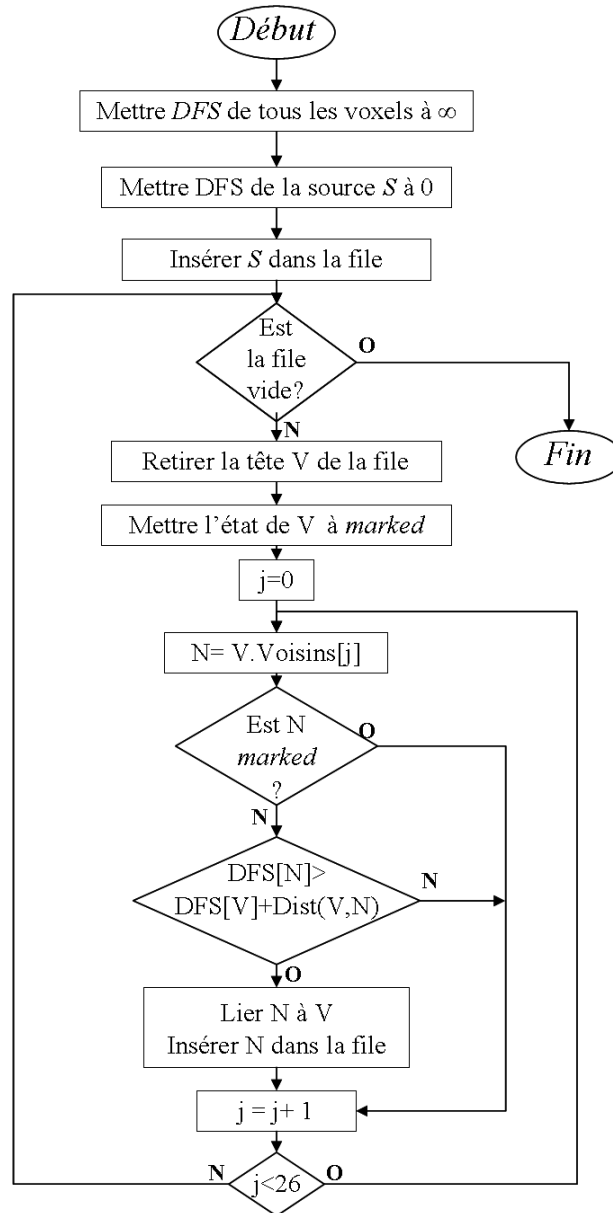 Début
Mettre DFS de tous les voxels à ∞
Mettre DFS de la source S à 0
Insérer S dans la file
Est
la file
vide?
O
N
Fin
Retirer la tête V de la file
Mettre l'état de V à marked
j=0
N= V.Voisins[j]
Est N
marked
?
O
N
DFS[N]>
DFS[V]+Dist(V,N)
N
O
Lier N à V
Insérer N dans la file
j = j+ 1
N
j<26
O